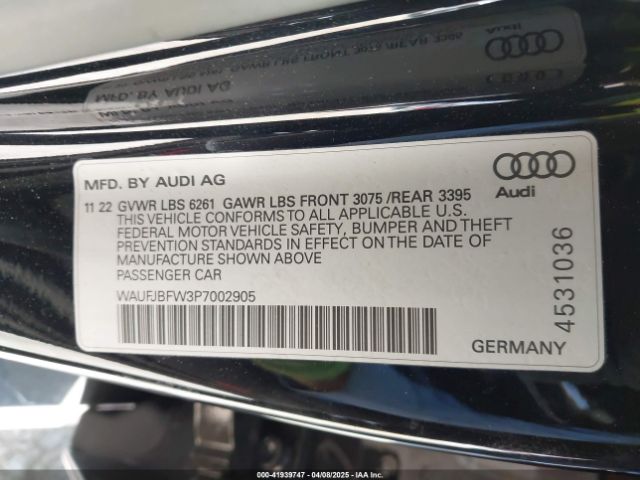 MFD. BY AUDI AG
11 22 GVWR LBS 6261 GAWR LBS FRONT 3075 /REAR 3395
THIS VEHICLE CONFORMS TO ALL APPLICABLE U.S.
FEDERAL MOTOR VEHICLE SAFETY, BUMPER AND THEFT
PREVENTION STANDARDS IN EFFECT ON THE DATE OF
MANUFACTURE SHOWN ABOVE
PASSENGER CAR
WAUFJBFW3P7002905
Audi
4531036
GERMANY
000-41939747 - 04/08/2025 - IAA